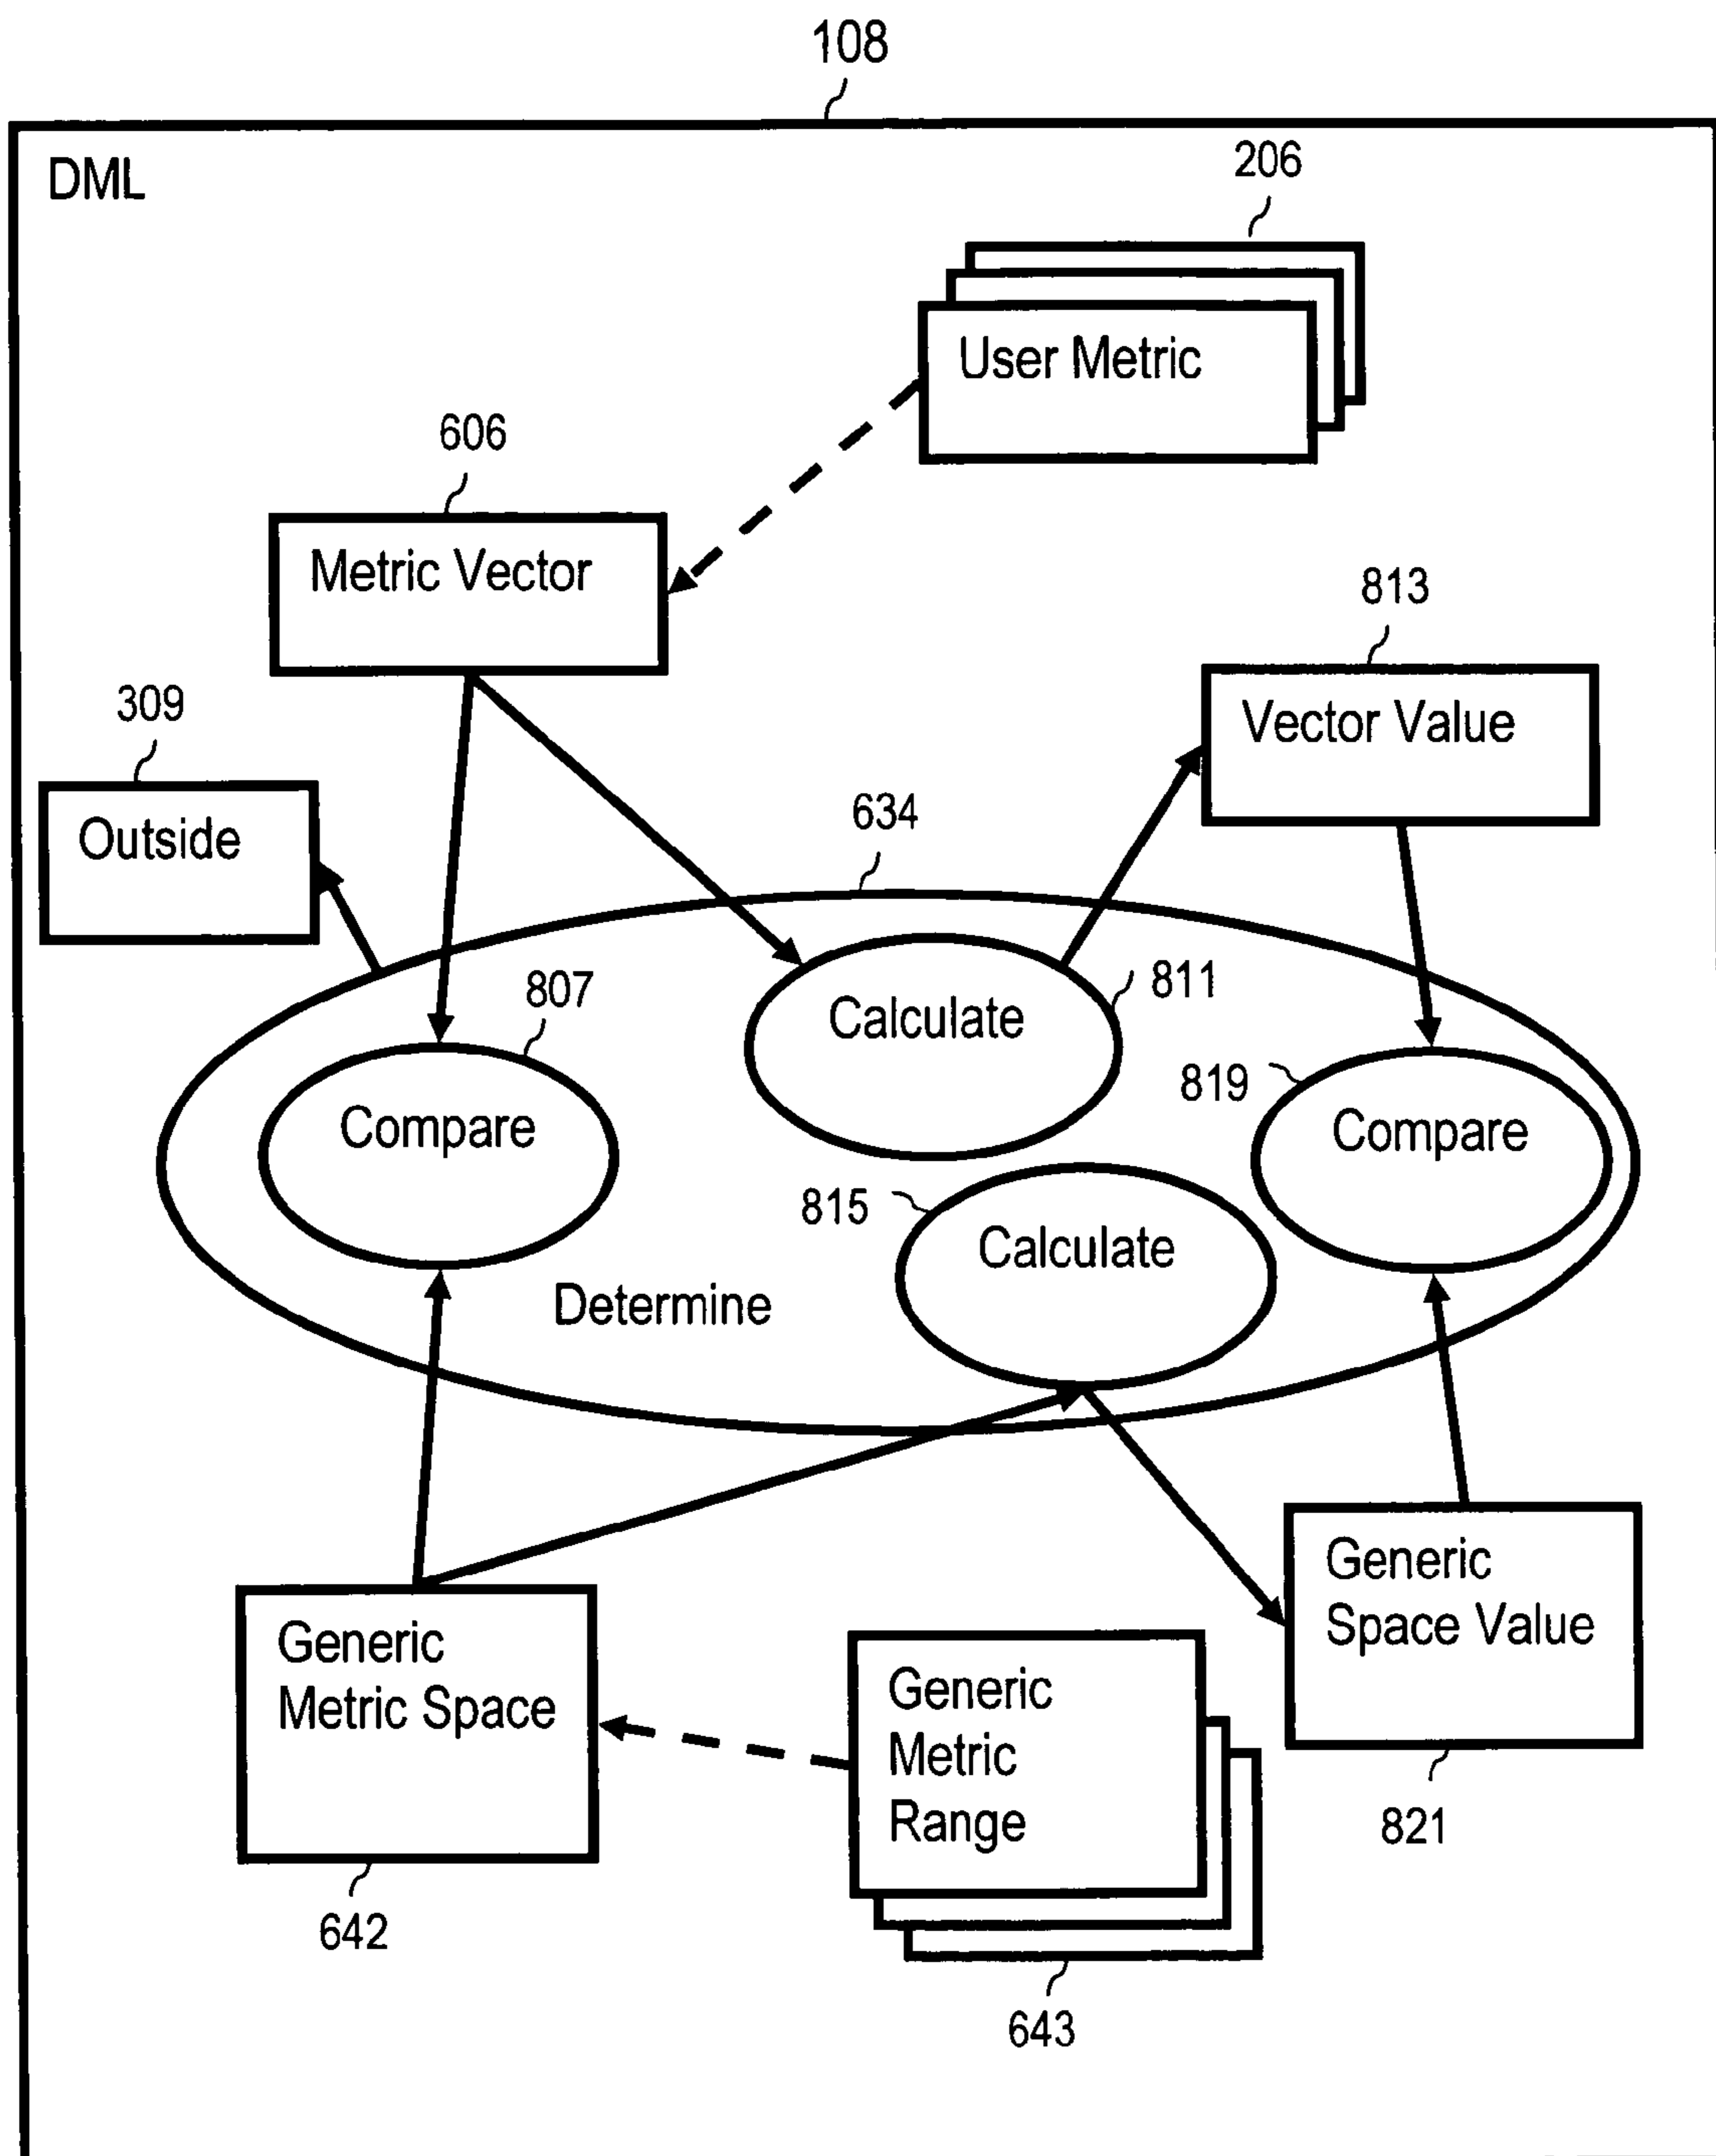 108
DML
206
User Metric
606
Metric Vector
813
Vector Value
309
Outside
634
807
Compare
811
Calculate
819
Compare
815
Calculate
Determine
Generic
Metric Space
642
Generic
Metric
Range
643
Generic
Space Value
821